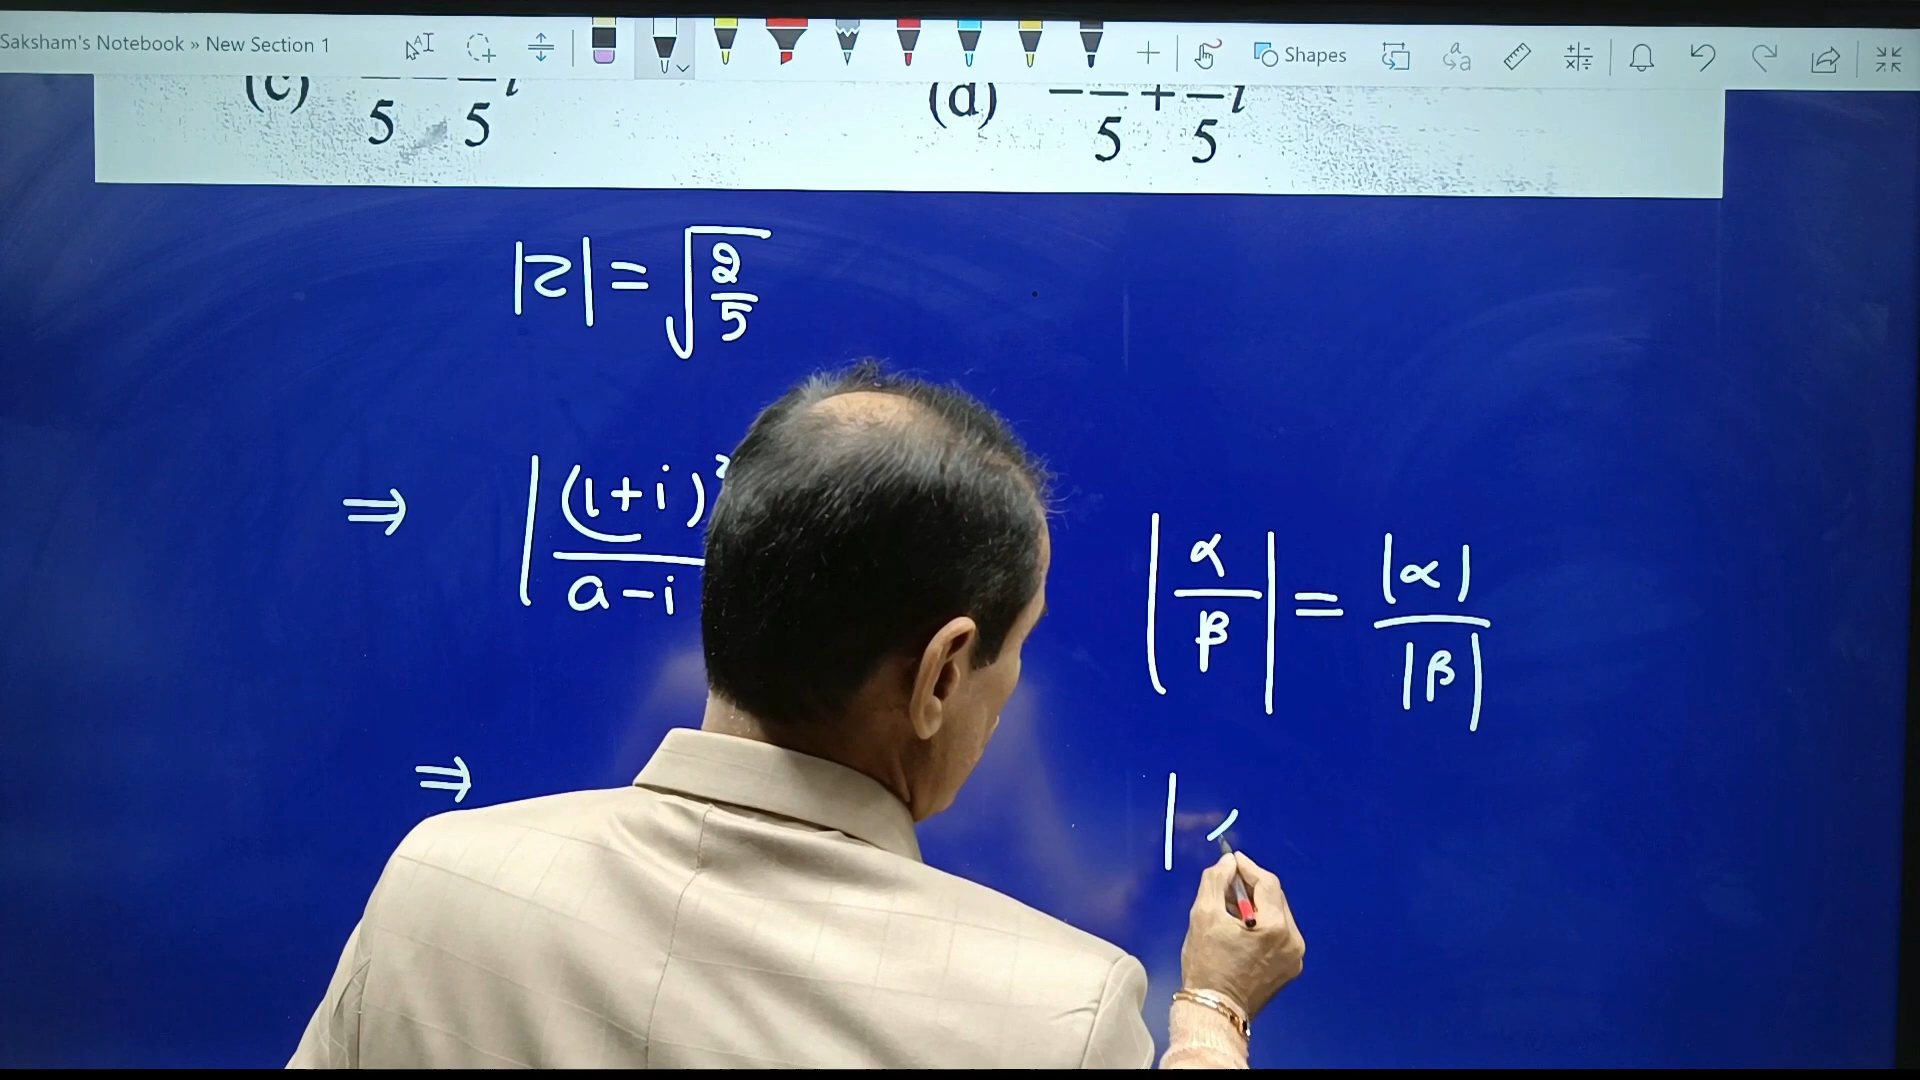 Saksham's Notebook » New Section 1
Shapes
(c) 5 5 i
(d) − 5 + 5 i
|z| = √2/5
⇒ |(1+i)²
a-i
|α/β| = |α|/|β|
⇒ |